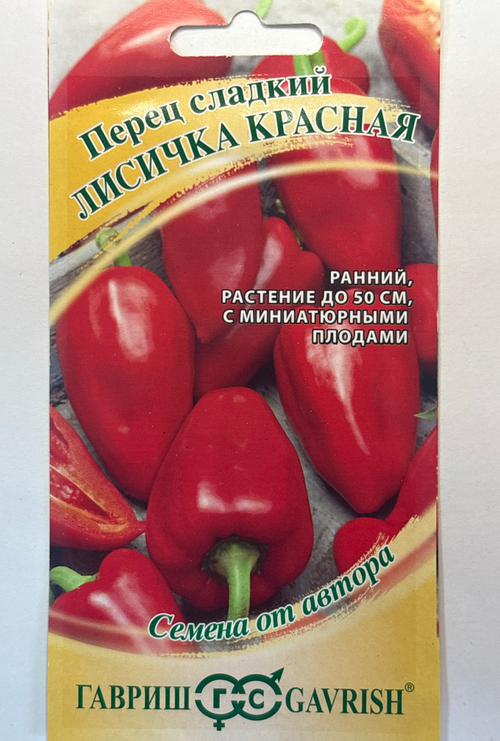 Перец сладкий
ЛИСИЧКА КРАСНАЯ
РАННИЙ,
РАСТЕНИЕ ДО 50 СМ,
С МИНИАТЮРНЫМИ
ПЛОДАМИ
Семена от автора
ГАВРИШ ГС GAVRISH®